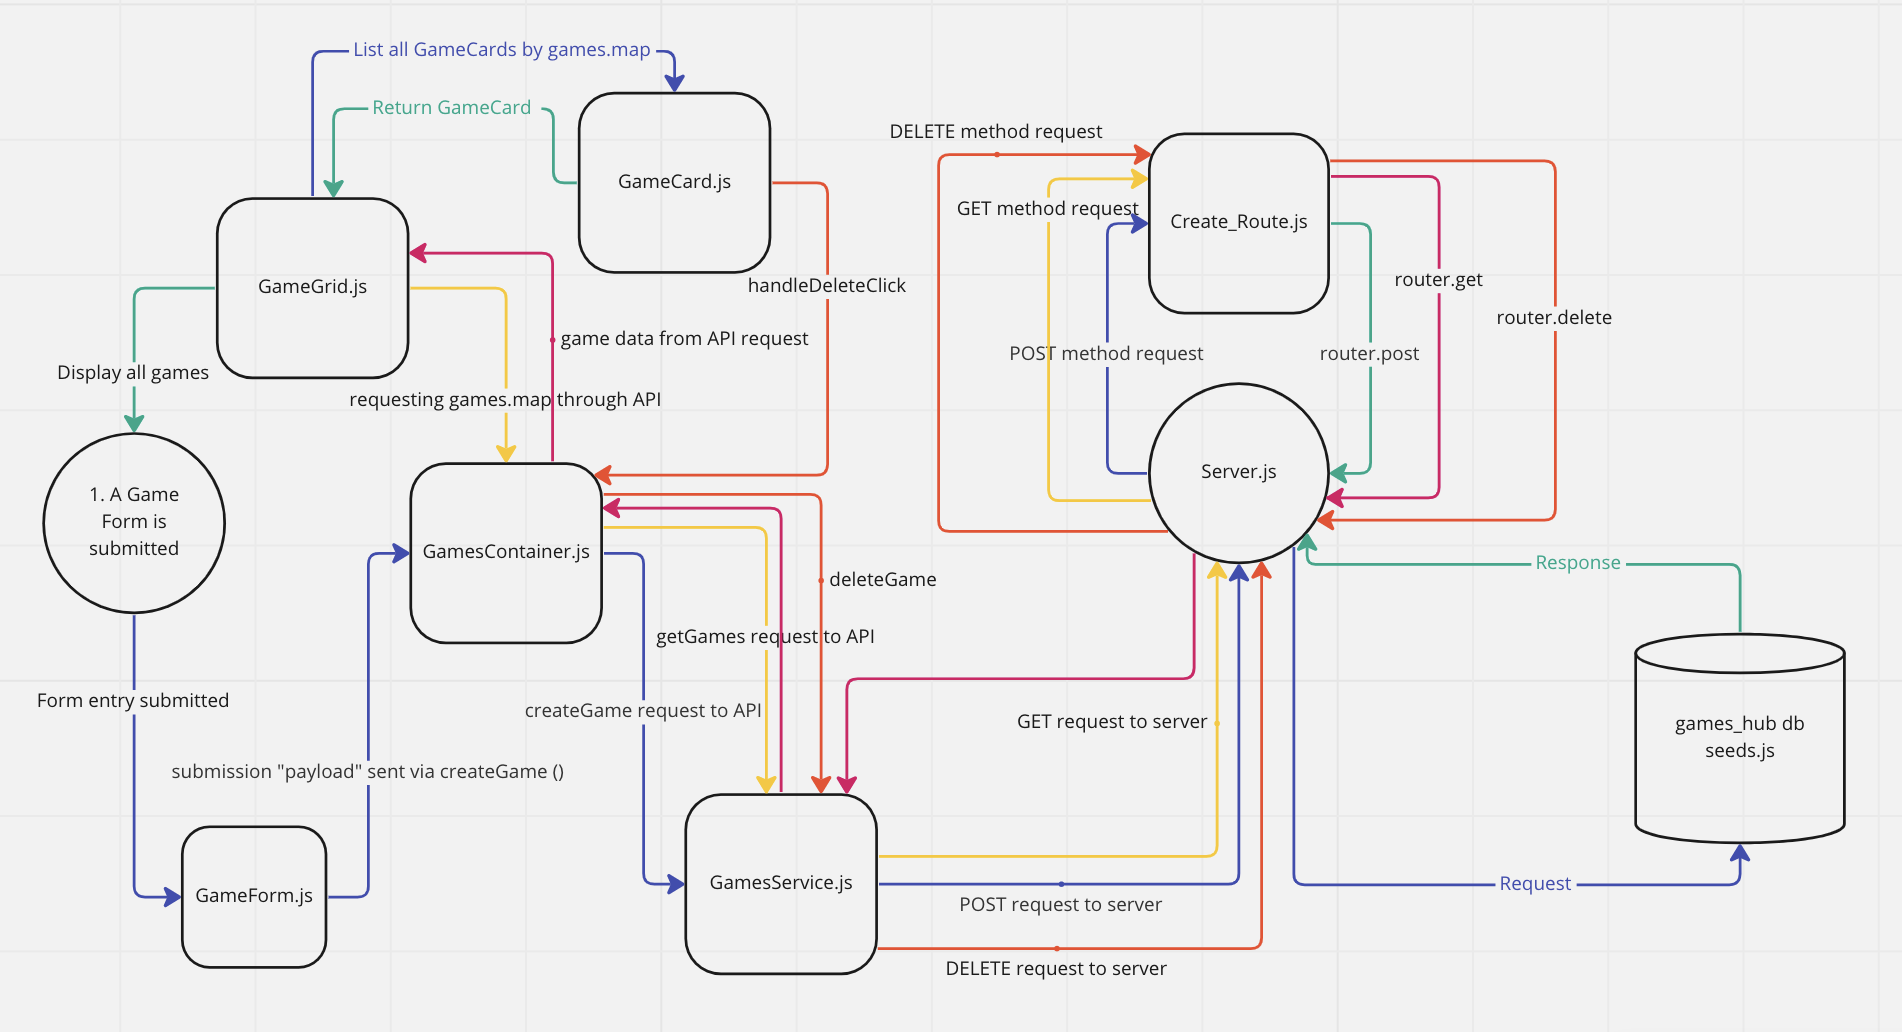 List all GameCards by games.map
Return GameCard
GameCard.js
DELETE method request
GET method request
Create_Route.js
GameGrid.js
handleDeleteClick
router.get
router.delete
game data from API request
POST method request
router.post
Display all games
requesting games.map through API
1. A Game
Form is
submitted
Server.js
GamesContainer.js
Response
deleteGame
getGames request to API
Form entry submitted
createGame request to API
GET request to server
games_hub db
seeds.js
submission "payload" sent via createGame ()
GameForm.js
GamesService.js
Request
POST request to server
DELETE request to server